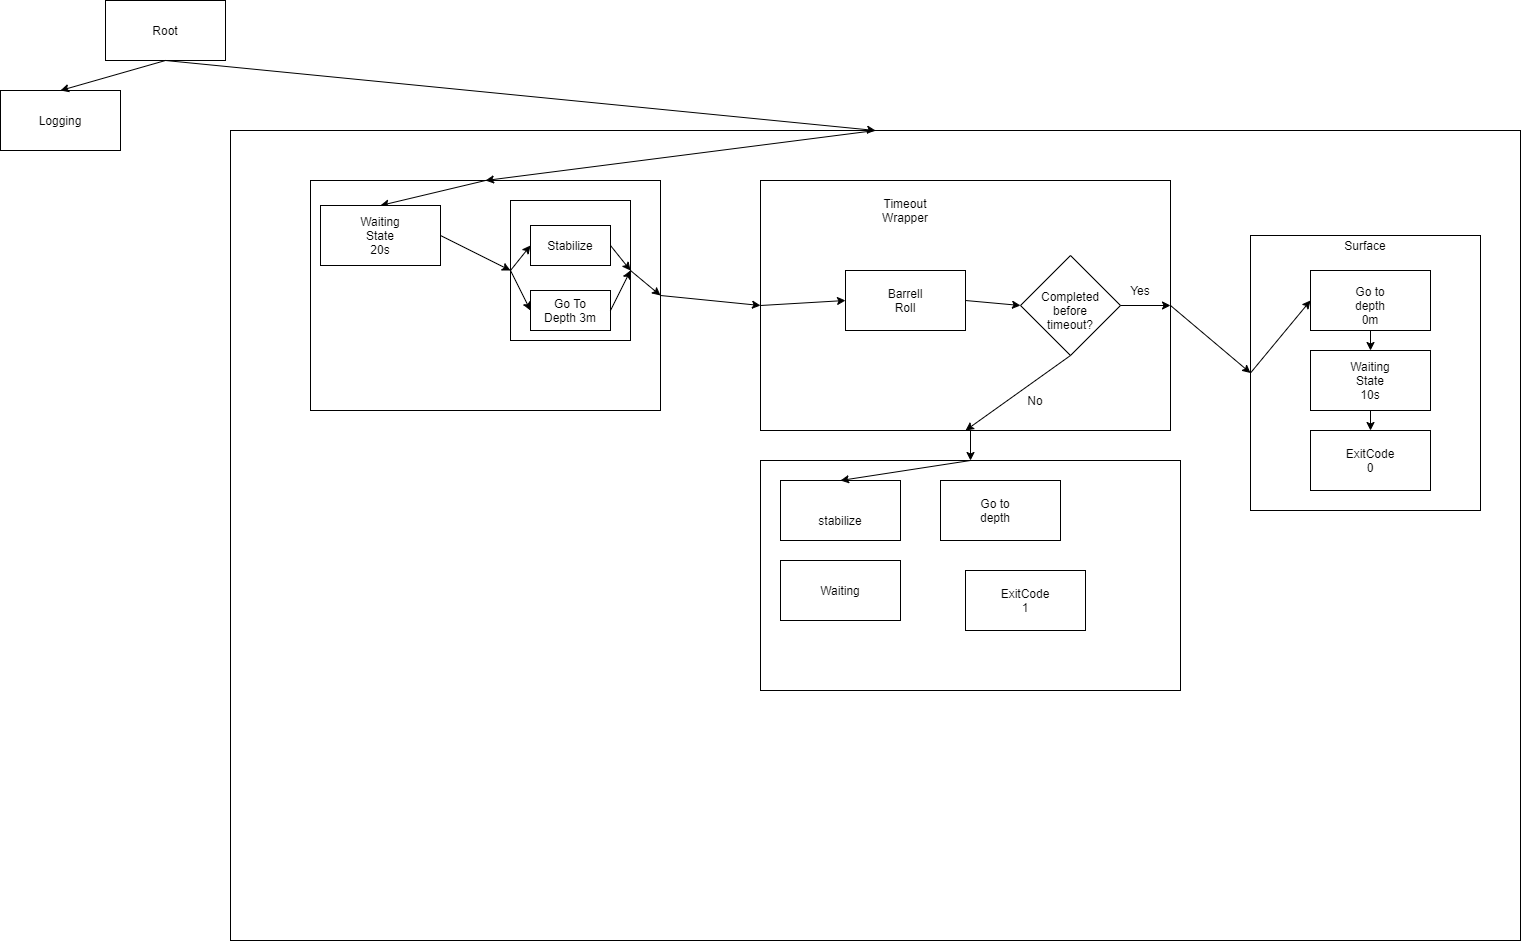 Root
Logging
Waiting
State
20s
Stabilize
Go To
Depth 3m
Timeout
Wrapper
Barrell
Roll
Completed
before
timeout?
Yes
No
Surface
Go to
depth
0m
Waiting
State
10s
ExitCode
0
stabilize
Go to
depth
Waiting
ExitCode
1